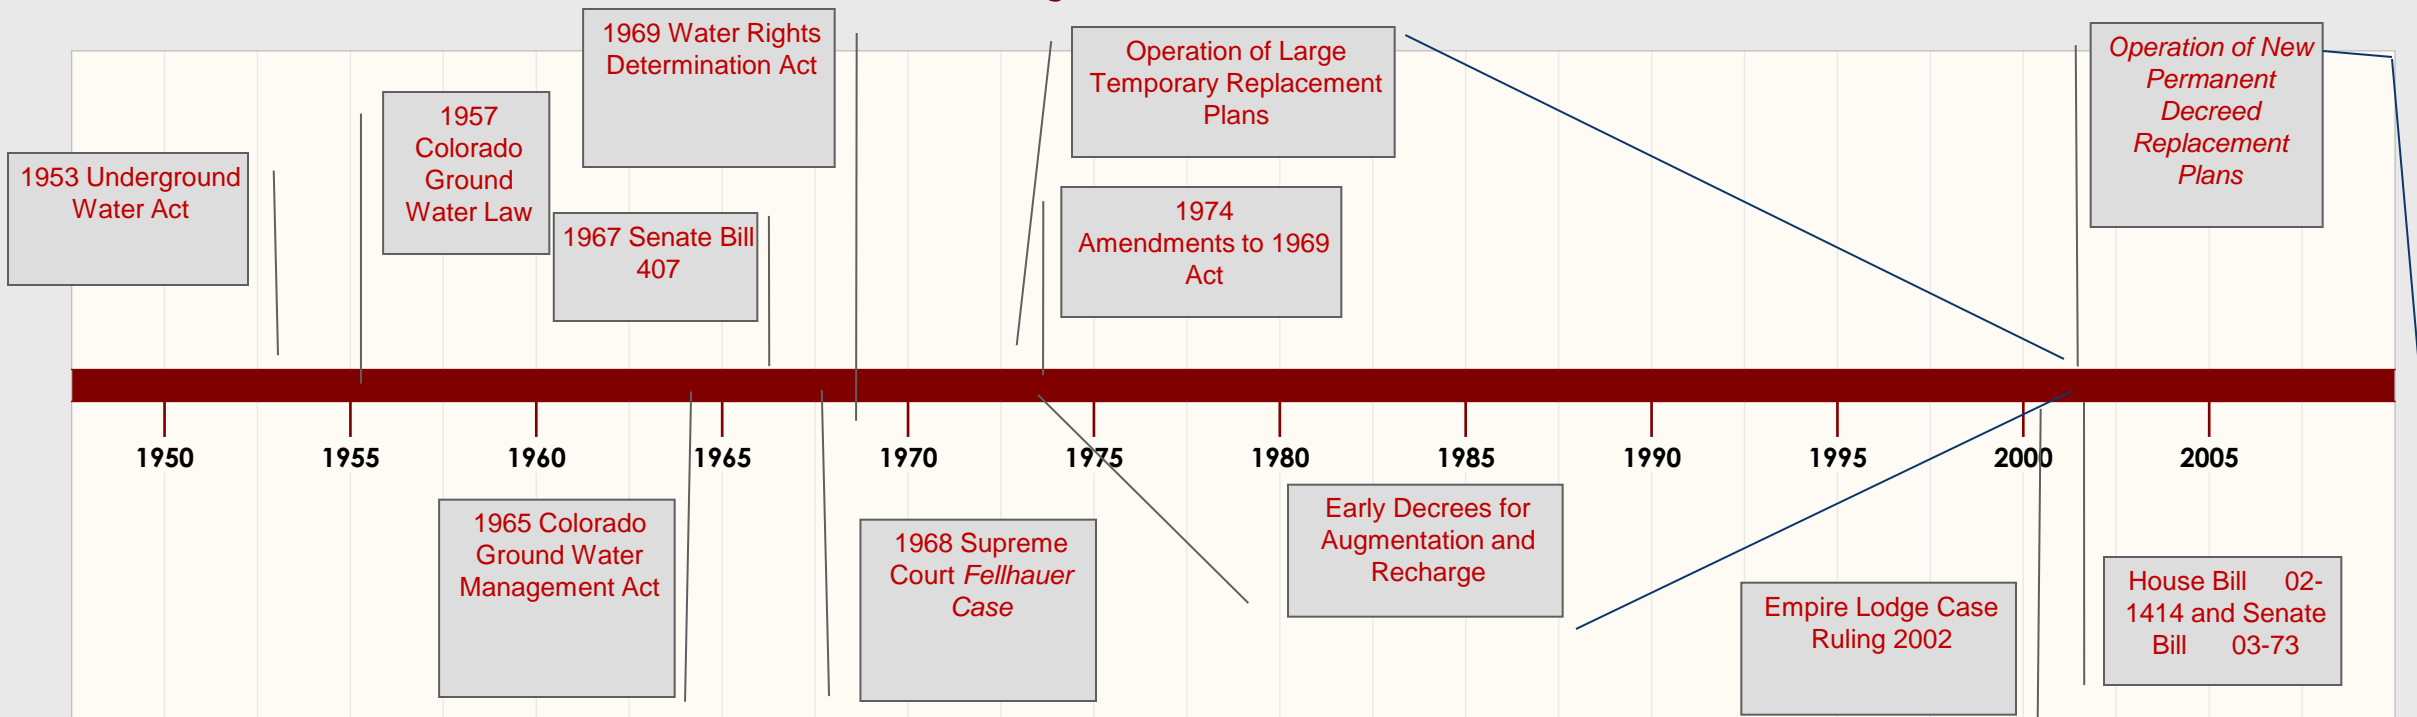 1969 Water Rights
Determination Act
Operation of Large
Temporary Replacement
Plans
Operation of New
Permanent
Decreed
Replacement
Plans
1957
Colorado
Ground
Water Law
1953 Underground
Water Act
1967 Senate Bill
407
1974
Amendments to 1969
Act
1950 1955 1960 1965 1970 1975 1980 1985 1990 1995 2000 2005
1965 Colorado
Ground Water
Management Act
1968 Supreme
Court Fellhauer
Case
Early Decrees for
Augmentation and
Recharge
Empire Lodge Case
Ruling 2002
House Bill 02-
1414 and Senate
Bill 03-73